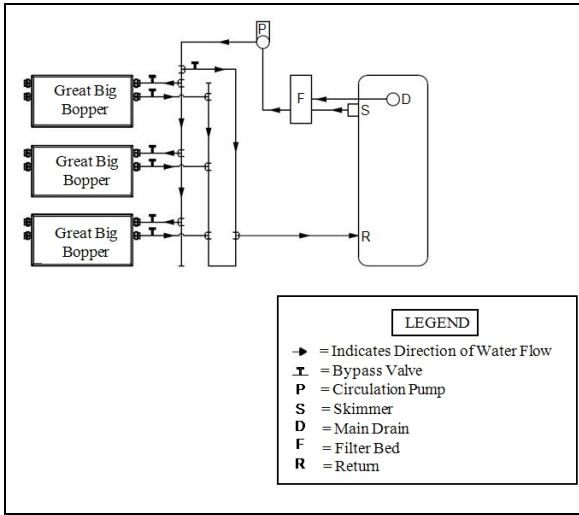 P
Great Big
Bopper
F
D
S
Great Big
Bopper
Great Big
Bopper
R
LEGEND
= Indicates Direction of Water Flow
= Bypass Valve
P = Circulation Pump
S = Skimmer
D = Main Drain
F = Filter Bed
R = Return